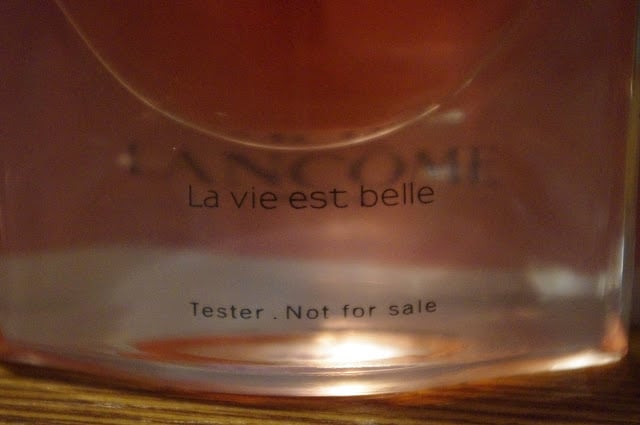 LANCOME
La vie est belle
Tester . Not for sale